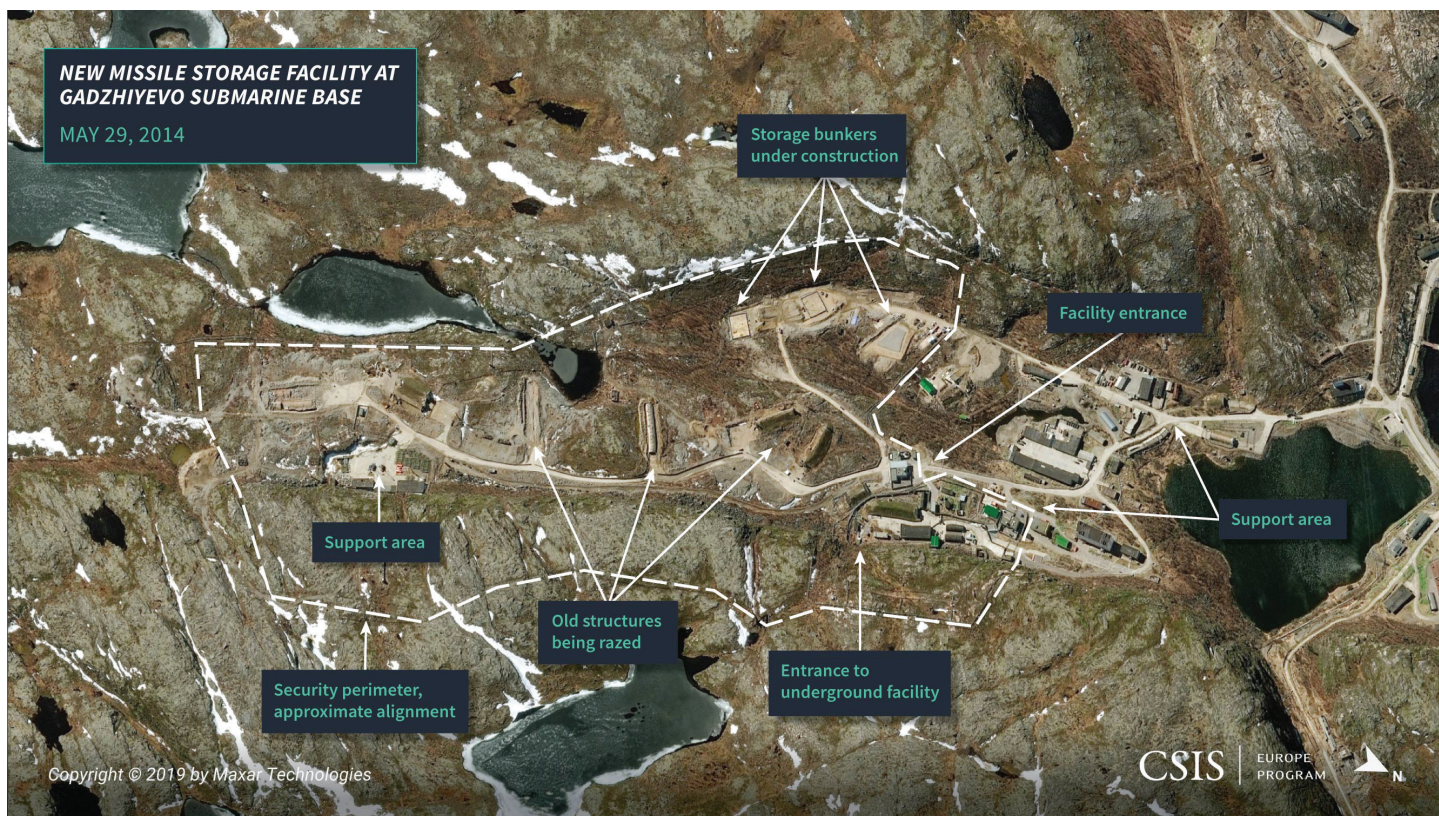 NEW MISSILE STORAGE FACILITY AT
GADZHIYEVO SUBMARINE BASE
MAY 29, 2014
Storage bunkers
under construction
Facility entrance
Support area
Support area
Old structures
being razed
Entrance to
underground facility
Security perimeter,
approximate alignment
Copyright © 2019 by Maxar Technologies
CSIS
EUROPE
PROGRAM
N